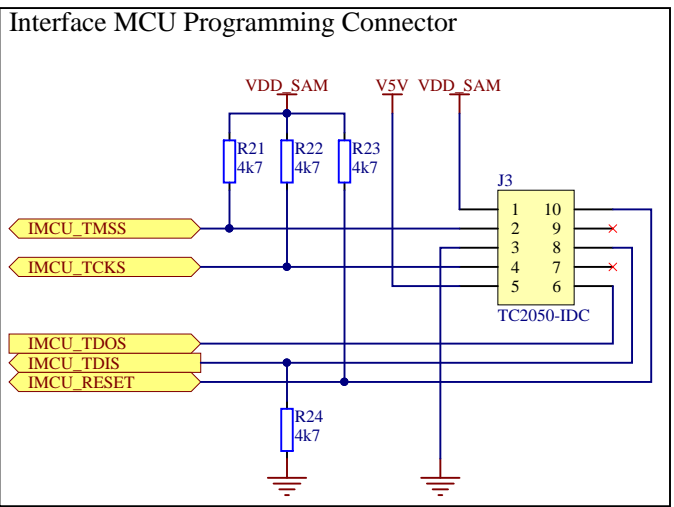 Interface MCU Programming Connector
VDD_SAM
V5V
VDD_SAM
R21
4k7
R22
4k7
R23
4k7
J3
1 10
2 9
3 8
4 7
5 6
TC2050-IDC
IMCU_TMSS
IMCU_TCKS
IMCU_TDOS
IMCU_TDIS
IMCU_RESET
R24
4k7